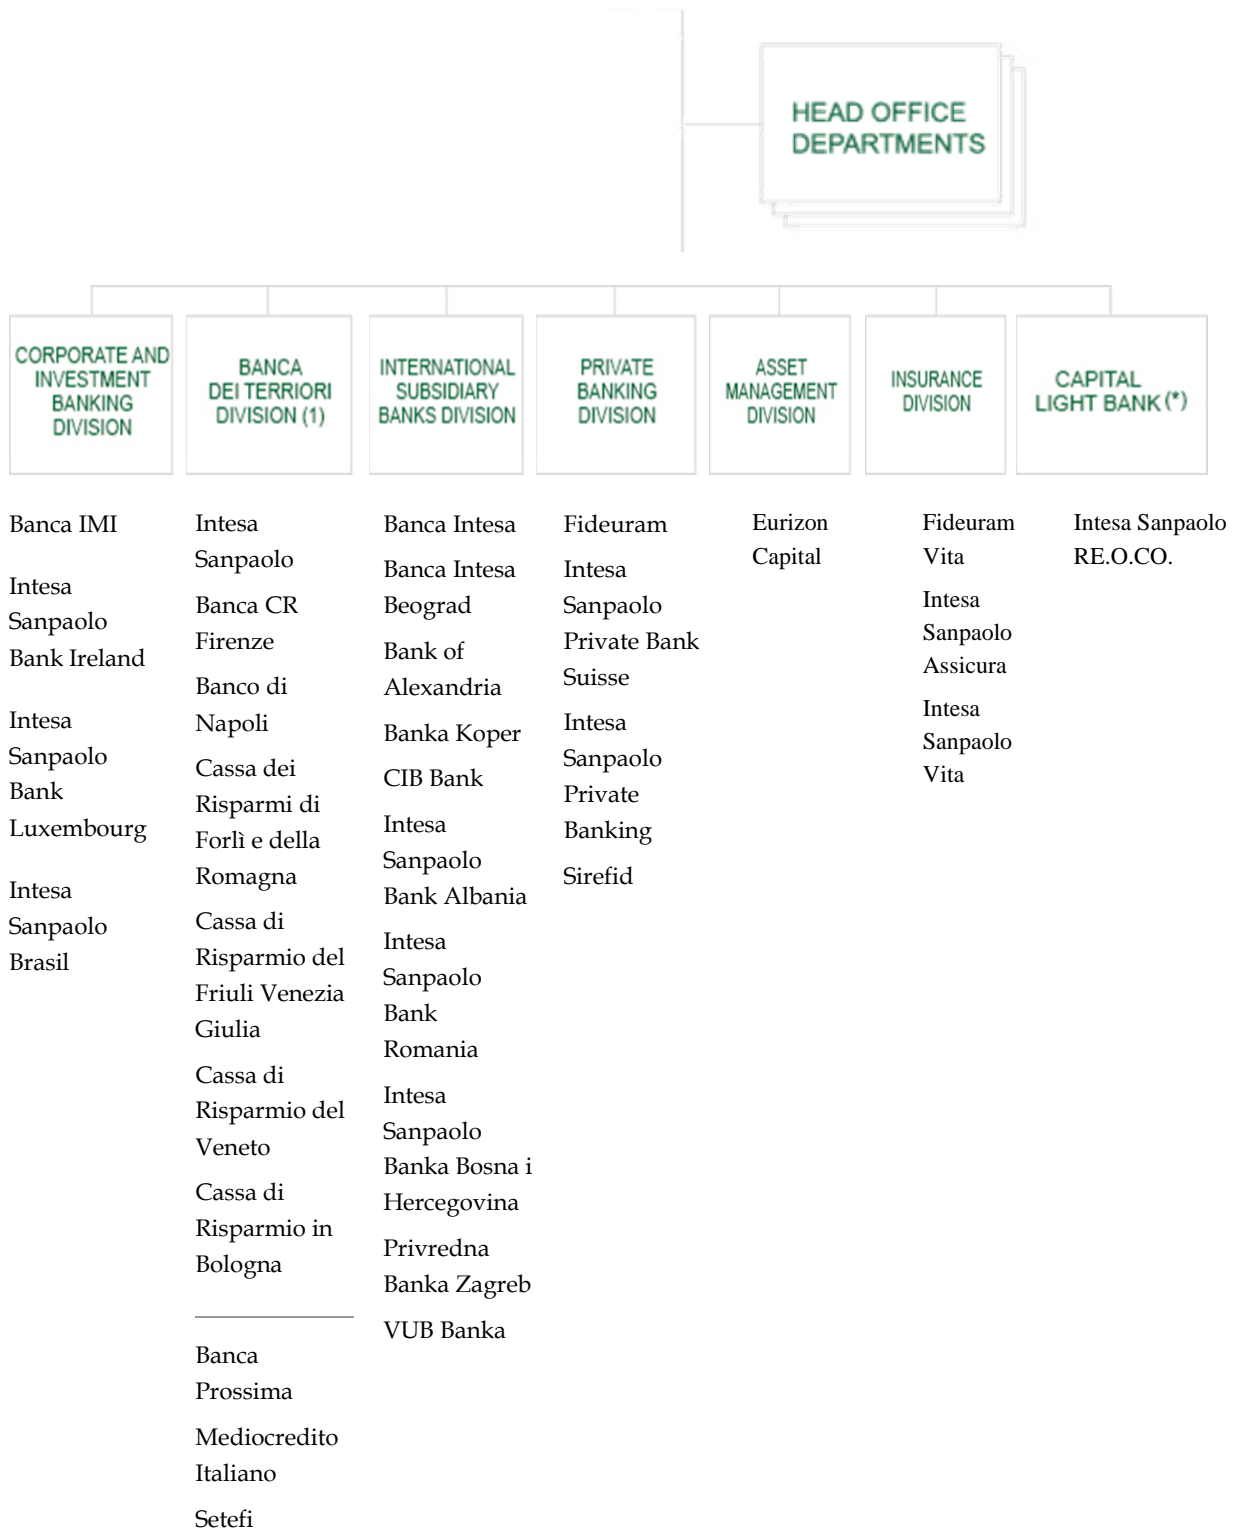 HEAD OFFICE
DEPARTMENTS
CORPORATE AND
INVESTMENT
BANKING
DIVISION
BANCA
DEI TERRIORI
DIVISION (1)
INTERNATIONAL
SUBSIDIARY
BANKS DIVISION
PRIVATE
BANKING
DIVISION
ASSET
MANAGEMENT
DIVISION
INSURANCE
DIVISION
CAPITAL
LIGHT BANK (*)
Banca IMI
Intesa
Sanpaolo
Bank Ireland
Intesa
Sanpaolo
Bank
Luxembourg
Intesa
Sanpaolo
Brasil
Intesa
Sanpaolo
Banca CR
Firenze
Banco di
Napoli
Cassa dei
Risparmi di
Forlì e della
Romagna
Cassa di
Risparmio del
Friuli Venezia
Giulia
Cassa di
Risparmio del
Veneto
Cassa di
Risparmio in
Bologna
Banca
Prossima
Mediocredito
Italiano
Setefi
Banca Intesa
Banca Intesa
Beograd
Bank of
Alexandria
Banka Koper
CIB Bank
Intesa
Sanpaolo
Bank Albania
Intesa
Sanpaolo
Bank
Romania
Intesa
Sanpaolo
Banka Bosna i
Hercegovina
Privredna
Banka Zagreb
VUB Banka
Fideuram
Intesa
Sanpaolo
Private Bank
Suisse
Intesa
Sanpaolo
Private
Banking
Sirefid
Eurizon
Capital
Fideuram
Vita
Intesa
Sanpaolo
Assicura
Intesa
Sanpaolo
Vita
Intesa Sanpaolo
RE.O.CO.